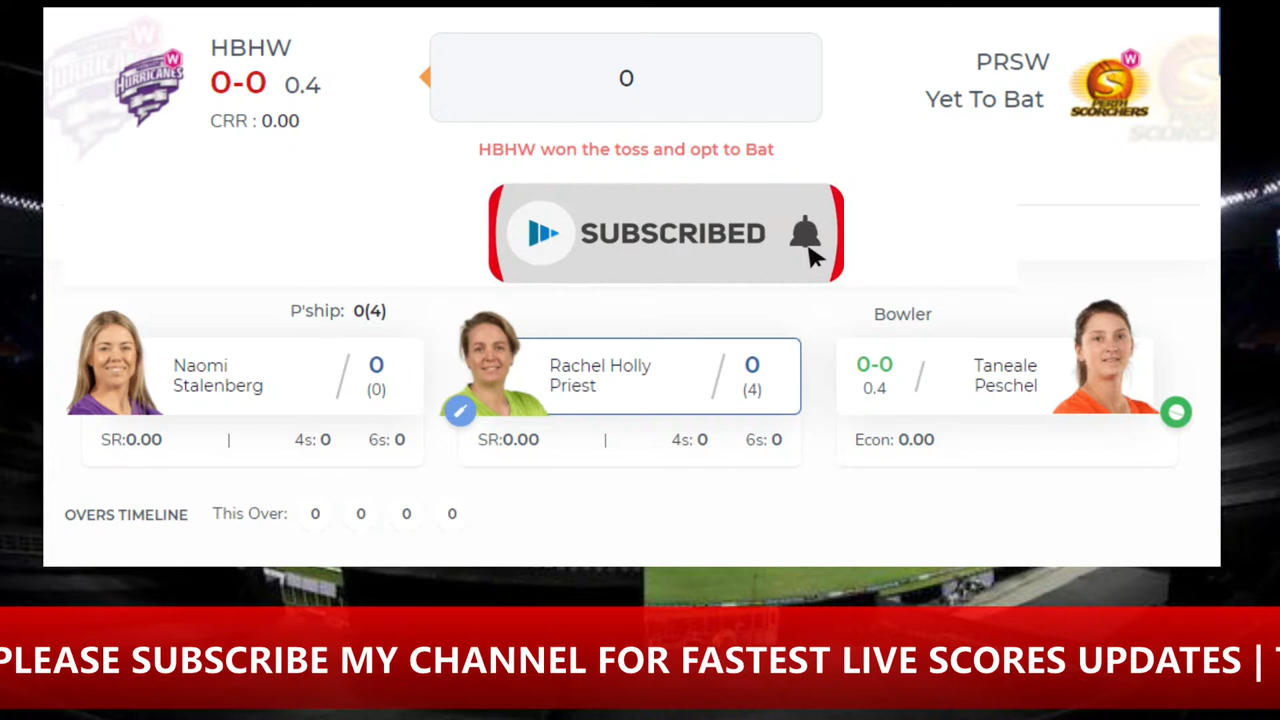 HBHW
0-0 0.4
CRR : 0.00
0
HBHW won the toss and opt to Bat
PRSW
Yet To Bat
W
HURRICANES
W
PERTH
SCORCHERS
SUBSCRIBED
P'ship: 0(4)
Bowler
Naomi
Stalenberg
0
(0)
Rachel Holly
Priest
0
(4)
0-0
0.4
Taneale
Peschel
SR:0.00 | 4s: 0 6s: 0
SR:0.00 | 4s: 0 6s: 0
Econ: 0.00
OVERS TIMELINE This Over: 0 0 0 0
PLEASE SUBSCRIBE MY CHANNEL FOR FASTEST LIVE SCORES UPDATES |